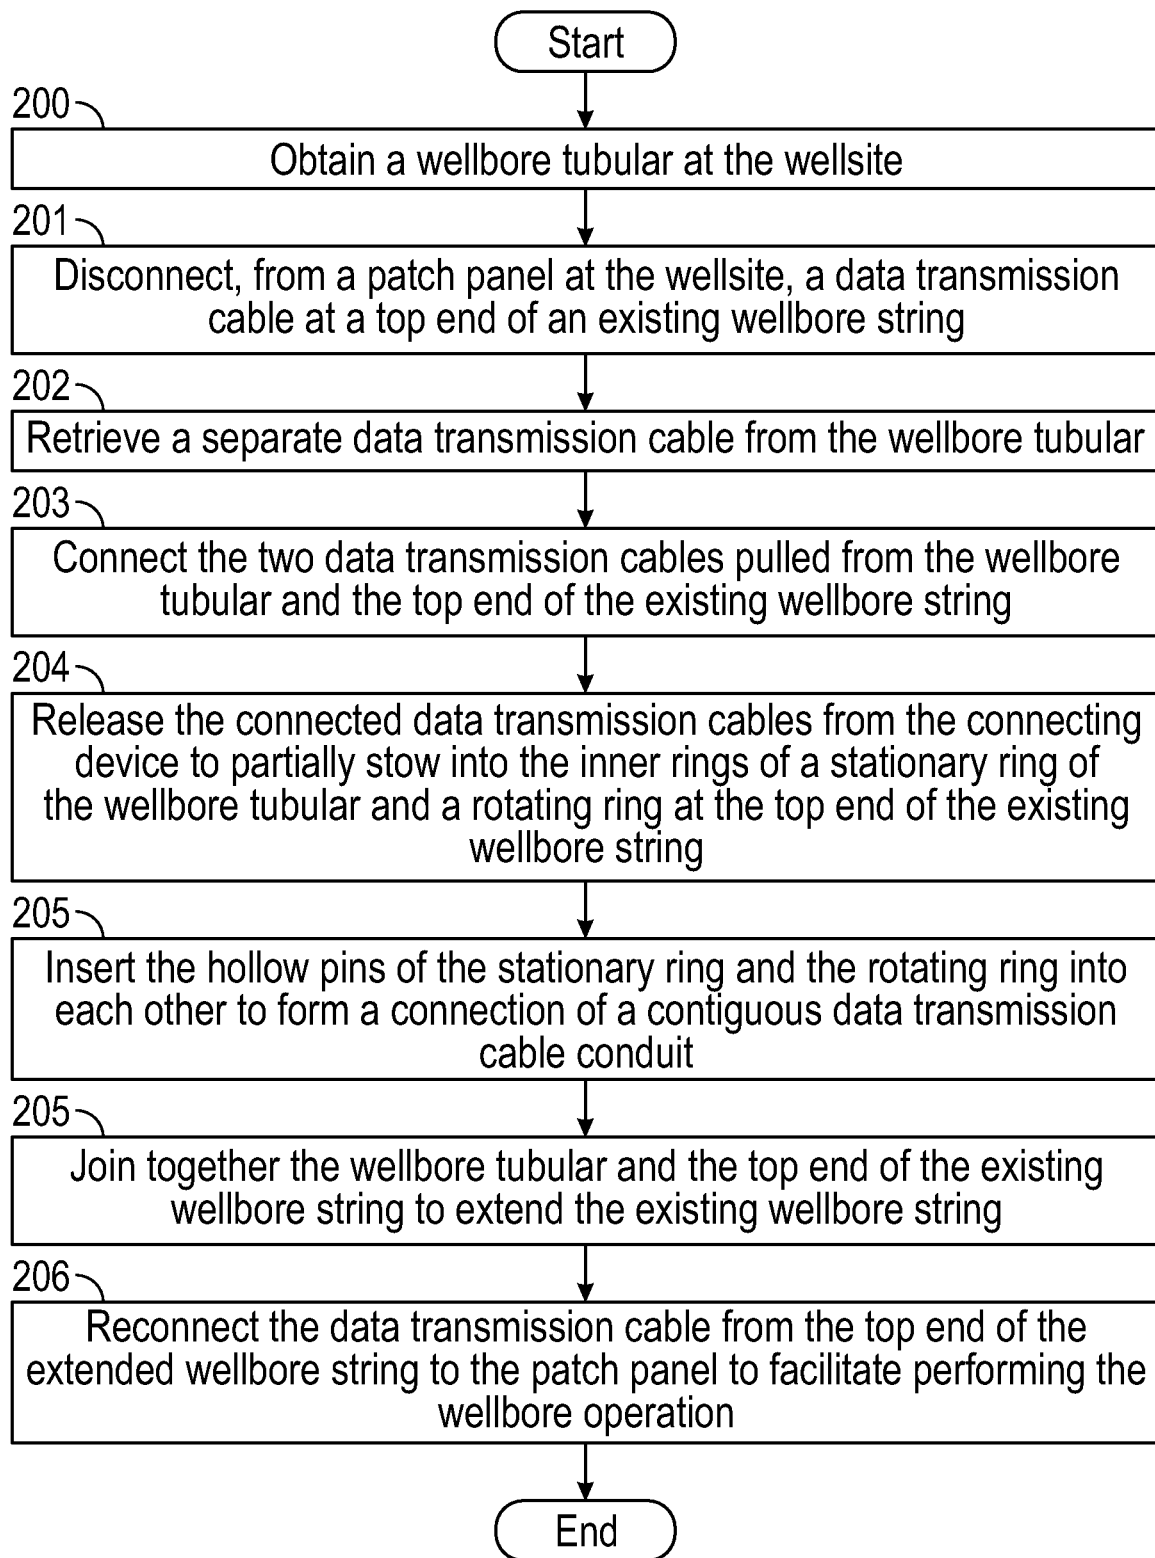 Start
200
Obtain a wellbore tubular at the wellsite
201
Disconnect, from a patch panel at the wellsite, a data transmission
cable at a top end of an existing wellbore string
202
Retrieve a separate data transmission cable from the wellbore tubular
203
Connect the two data transmission cables pulled from the wellbore
tubular and the top end of the existing wellbore string
204
Release the connected data transmission cables from the connecting
device to partially stow into the inner rings of a stationary ring of
the wellbore tubular and a rotating ring at the top end of the existing
wellbore string
205
Insert the hollow pins of the stationary ring and the rotating ring into
each other to form a connection of a contiguous data transmission
cable conduit
205
Join together the wellbore tubular and the top end of the existing
wellbore string to extend the existing wellbore string
206
Reconnect the data transmission cable from the top end of the
extended wellbore string to the patch panel to facilitate performing the
wellbore operation
End